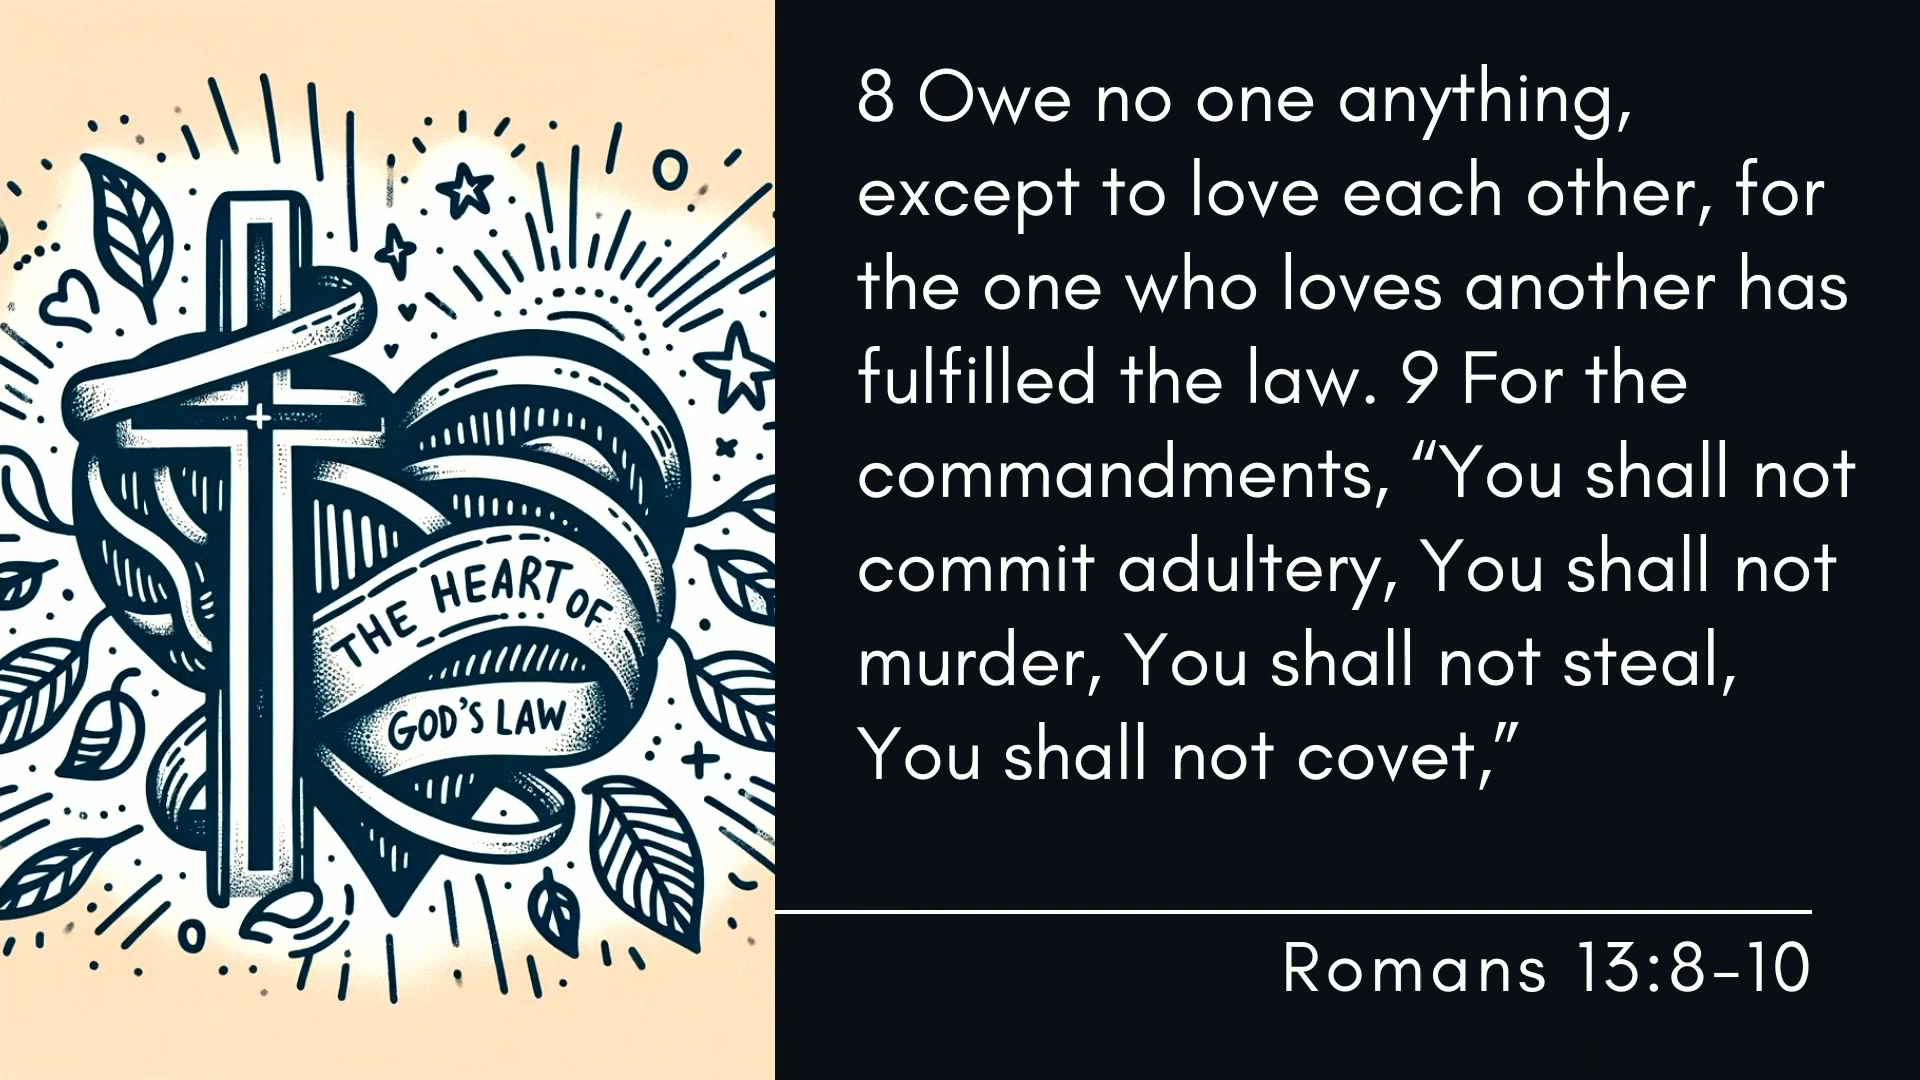 THE HEART OF
GOD'S LAW
8 Owe no one anything,
except to love each other, for
the one who loves another has
fulfilled the law. 9 For the
commandments, “You shall not
commit adultery, You shall not
murder, You shall not steal,
You shall not covet,”
Romans 13:8-10